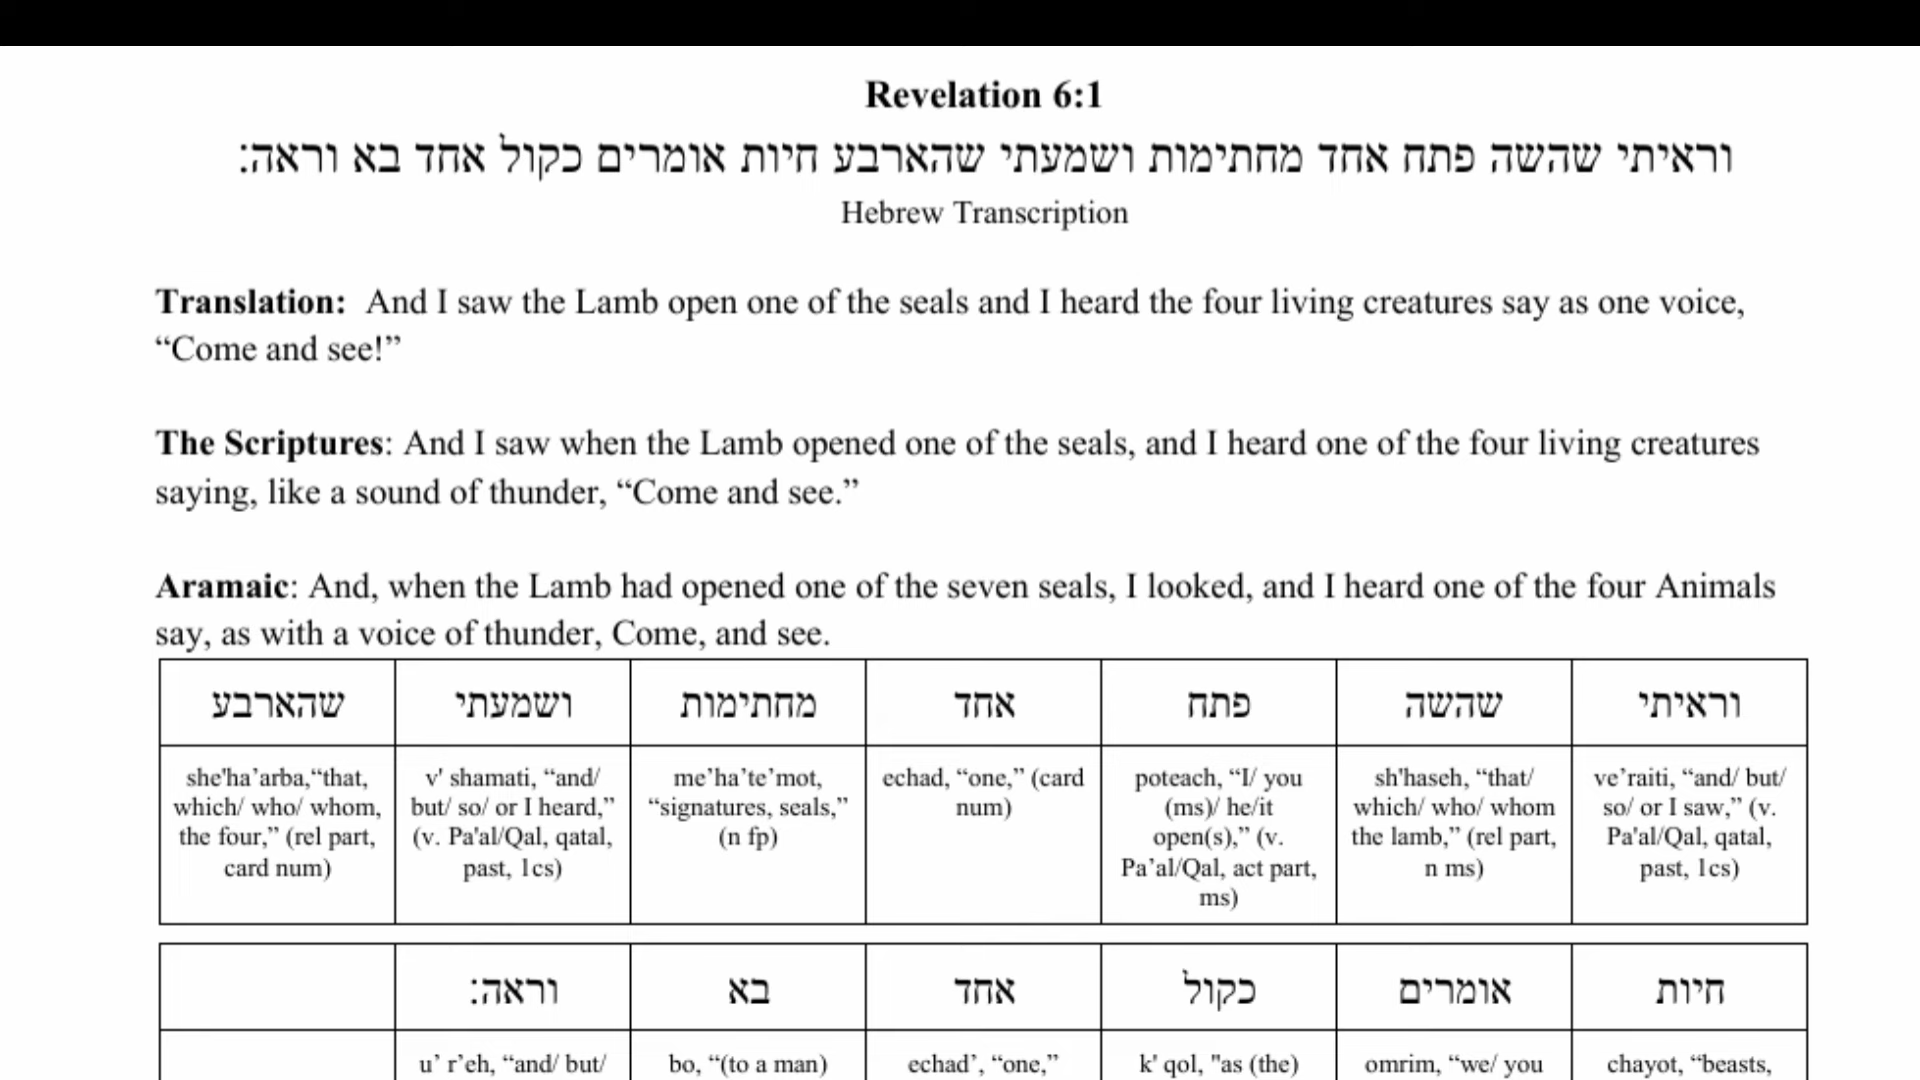 Revelation 6:1
וראיתי שהשה פתח אחד מחתימות ושמעתי שהארבע חיות אומרים כקול אחד בא וראה:
Hebrew Transcription
Translation: And I saw the Lamb open one of the seals and I heard the four living creatures say as one voice,
“Come and see!”
The Scriptures: And I saw when the Lamb opened one of the seals, and I heard one of the four living creatures
saying, like a sound of thunder, “Come and see.”
Aramaic: And, when the Lamb had opened one of the seven seals, I looked, and I heard one of the four Animals
say, as with a voice of thunder, Come, and see.
וראיתי
שהשה
פתח
אחד
מחתימות
ושמעתי
שהארבע
ve’raiti, “and/ but/
so/ or I saw,” (v.
Pa'al/Qal, qatal,
past, 1cs)
sh'haseh, “that/
which/ who/ whom
the lamb,” (rel part,
n ms)
poteach, “I/ you
(ms)/ he/it
open(s),” (v.
Pa’al/Qal, act part,
ms)
echad, “one,” (card
num)
me’ha’te’mot,
“signatures, seals,”
(n fp)
v' shamati, “and/
but/ so/ or I heard,”
(v. Pa'al/Qal, qatal,
past, 1cs)
she'ha’arba,“that,
which/ who/ whom,
the four,” (rel part,
card num)
חיות
אומרים
כקול
אחד
בא
וראה:
chayot, “beasts,
omrim, “we/ you
k' qol, "as (the)
echad’, “one,”
bo, “(to a man)
u’ r’eh, “and/ but/